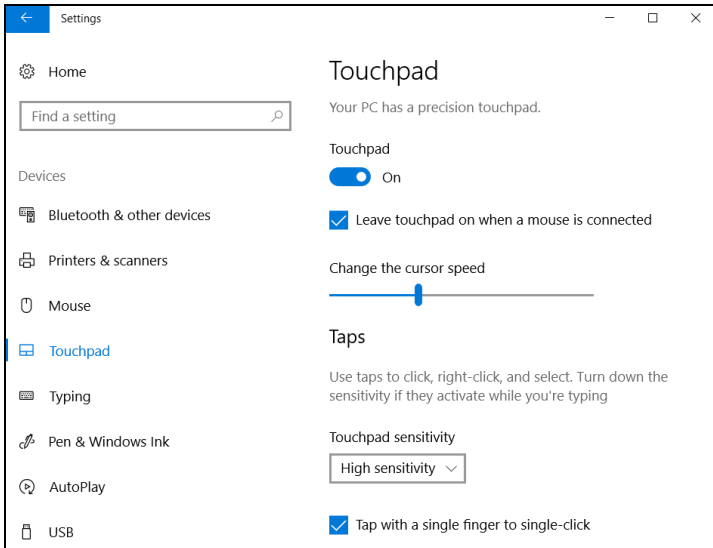 Settings
Home
Find a setting
Devices
Bluetooth & other devices
Printers & scanners
Mouse
Touchpad
Typing
Pen & Windows Ink
AutoPlay
USB
Touchpad
Your PC has a precision touchpad.
Touchpad
On
Leave touchpad on when a mouse is connected
Change the cursor speed
Taps
Use taps to click, right-click, and select. Turn down the
sensitivity if they activate while you're typing
Touchpad sensitivity
High sensitivity
Tap with a single finger to single-click